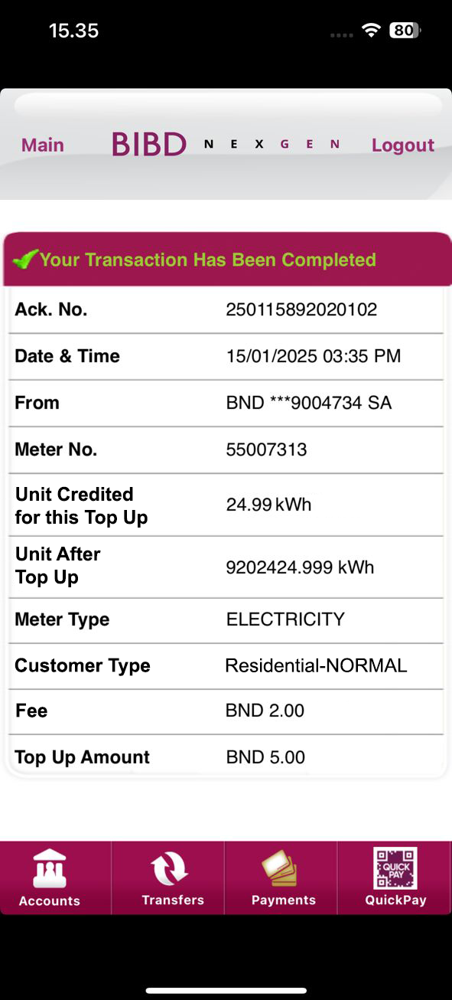 15.35
80
Main
BIBD NEXGEN
Logout
Your Transaction Has Been Completed
Ack. No. 250115892020102
Date & Time 15/01/2025 03:35 PM
From BND ***9004734 SA
Meter No. 55007313
Unit Credited
for this Top Up
24.99 kWh
Unit After
Top Up
9202424.999 kWh
Meter Type ELECTRICITY
Customer Type Residential-NORMAL
Fee BND 2.00
Top Up Amount BND 5.00
QUICK
PAY
Accounts Transfers Payments QuickPay